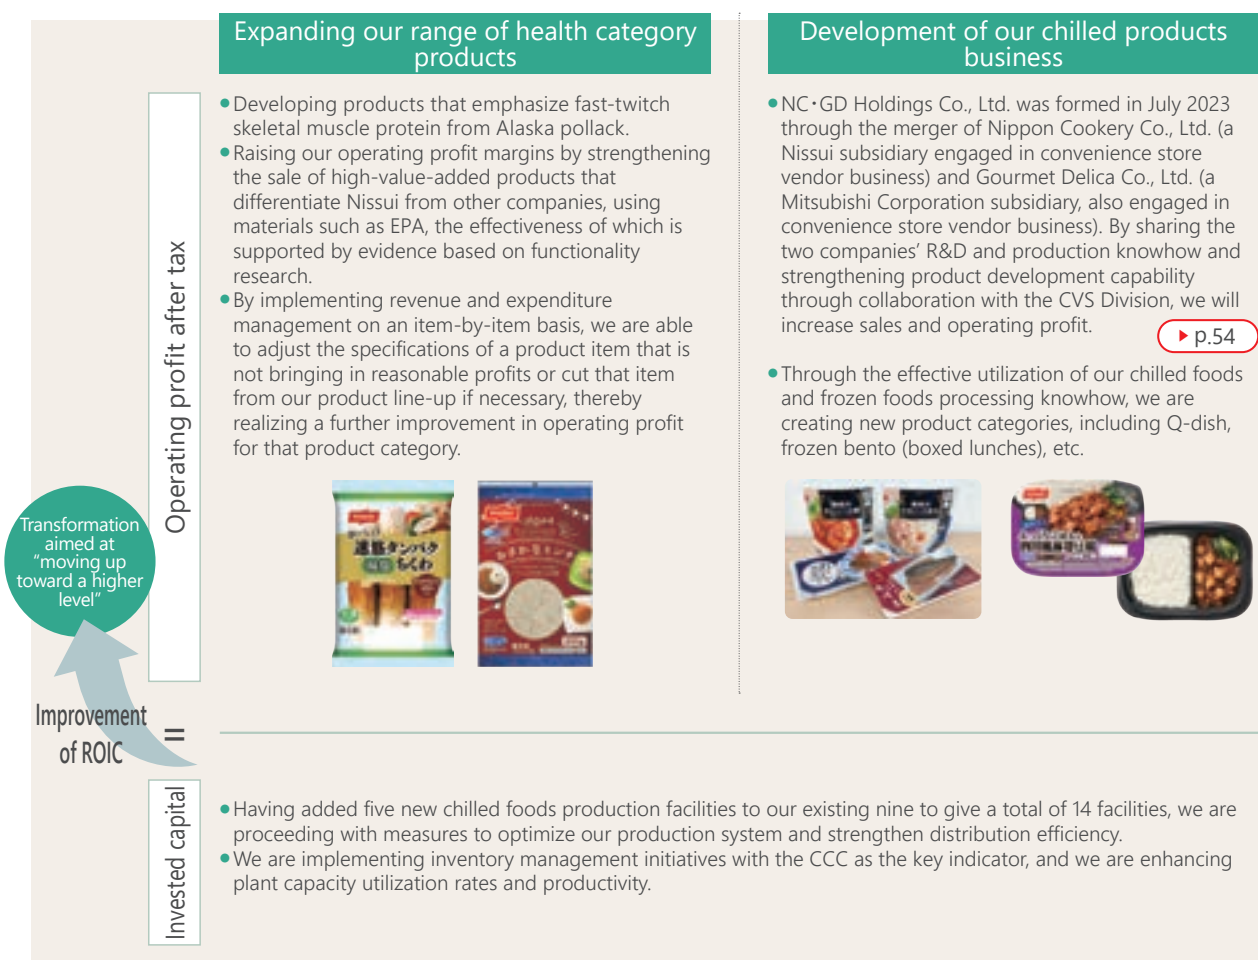 Expanding our range of health category
products
Development of our chilled products
business
Operating profit after tax
●Developing products that emphasize fast-twitch
skeletal muscle protein from Alaska pollack.
●Raising our operating profit margins by strengthening
the sale of high-value-added products that
differentiate Nissui from other companies, using
materials such as EPA, the effectiveness of which is
supported by evidence based on functionality
research.
●By implementing revenue and expenditure
management on an item-by-item basis, we are able
to adjust the specifications of a product item that is
not bringing in reasonable profits or cut that item
from our product line-up if necessary, thereby
realizing a further improvement in operating profit
for that product category.
●NC・GD Holdings Co., Ltd. was formed in July 2023
through the merger of Nippon Cookery Co., Ltd. (a
Nissui subsidiary engaged in convenience store
vendor business) and Gourmet Delica Co., Ltd. (a
Mitsubishi Corporation subsidiary, also engaged in
convenience store vendor business). By sharing the
two companies' R&D and production knowhow and
strengthening product development capability
through collaboration with the CVS Division, we will
increase sales and operating profit.
▶ p.54
●Through the effective utilization of our chilled foods
and frozen foods processing knowhow, we are
creating new product categories, including Q-dish,
frozen bento (boxed lunches), etc.
速筋タンパク
ちくわ
Transformation
aimed at
“moving up
toward a higher
level”
Improvement
of ROIC
=
Invested capital
●Having added five new chilled foods production facilities to our existing nine to give a total of 14 facilities, we are
proceeding with measures to optimize our production system and strengthen distribution efficiency.
●We are implementing inventory management initiatives with the CCC as the key indicator, and we are enhancing
plant capacity utilization rates and productivity.